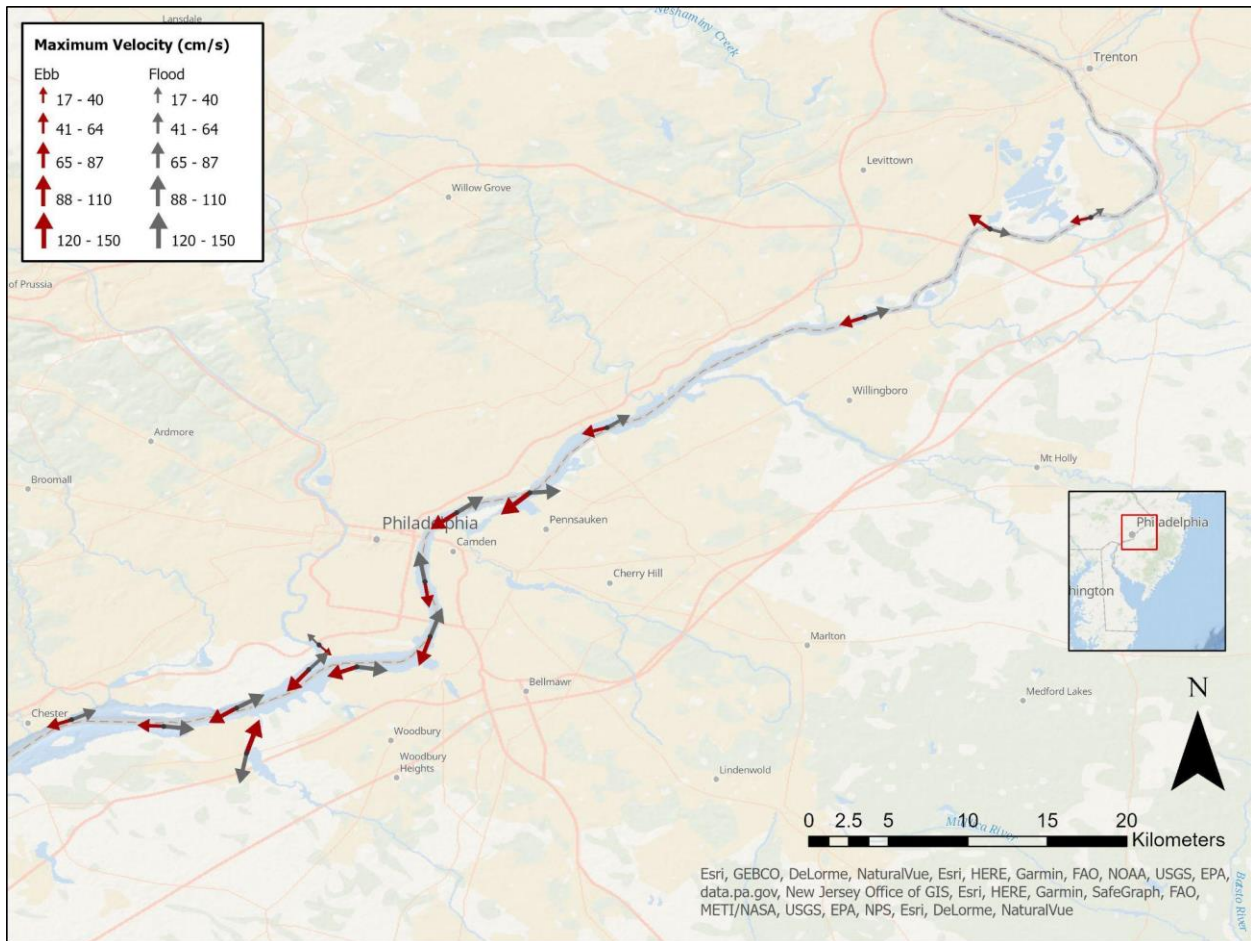 Lansdale
Neshaminy Creek
Maximum Velocity (cm/s)
Ebb Flood
17 - 40 17 - 40
41 - 64 41 - 64
65 - 87 65 - 87
88 - 110 88 - 110
120 - 150 120 - 150
Trenton
Levittown
Willow Grove
of Prussia
Willingboro
Ardmore
Mt Holly
Broomall
Philadelphia
Pennsauken
Camden
Cherry Hill
Philadelphia
hington
Marlton
Bellmawr
Medford Lakes
N
Chester
Woodbury
Woodbury
Heights
Lindenwold
0 2.5 5 10 15 20
Kilometers
River
Esri, GEBCO, DeLorme, NaturalVue, Esri, HERE, Garmin, FAO, NOAA, USGS, EPA,
data.pa.gov, New Jersey Office of GIS, Esri, HERE, Garmin, SafeGraph, FAO,
METI/NASA, USGS, EPA, NPS, Esri, DeLorme, NaturalVue
River